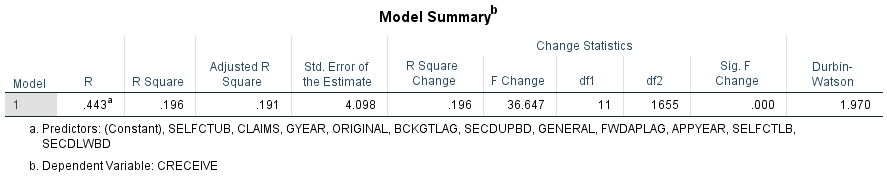 Model Summaryb
Change Statistics
Model R R Square Adjusted R Square Std. Error of the Estimate R Square Change F Change df1 df2 Sig. F Change Durbin-Watson
1 .443a .196 .191 4.098 .196 36.647 11 1655 .000 1.970
a. Predictors: (Constant), SELFCTUB, CLAIMS, GYEAR, ORIGINAL, BCKGTLAG, SECDUPBD, GENERAL, FWDAPLAG, APPYEAR, SELFCTLB,
SECDLWBD
b. Dependent Variable: CRECEIVE